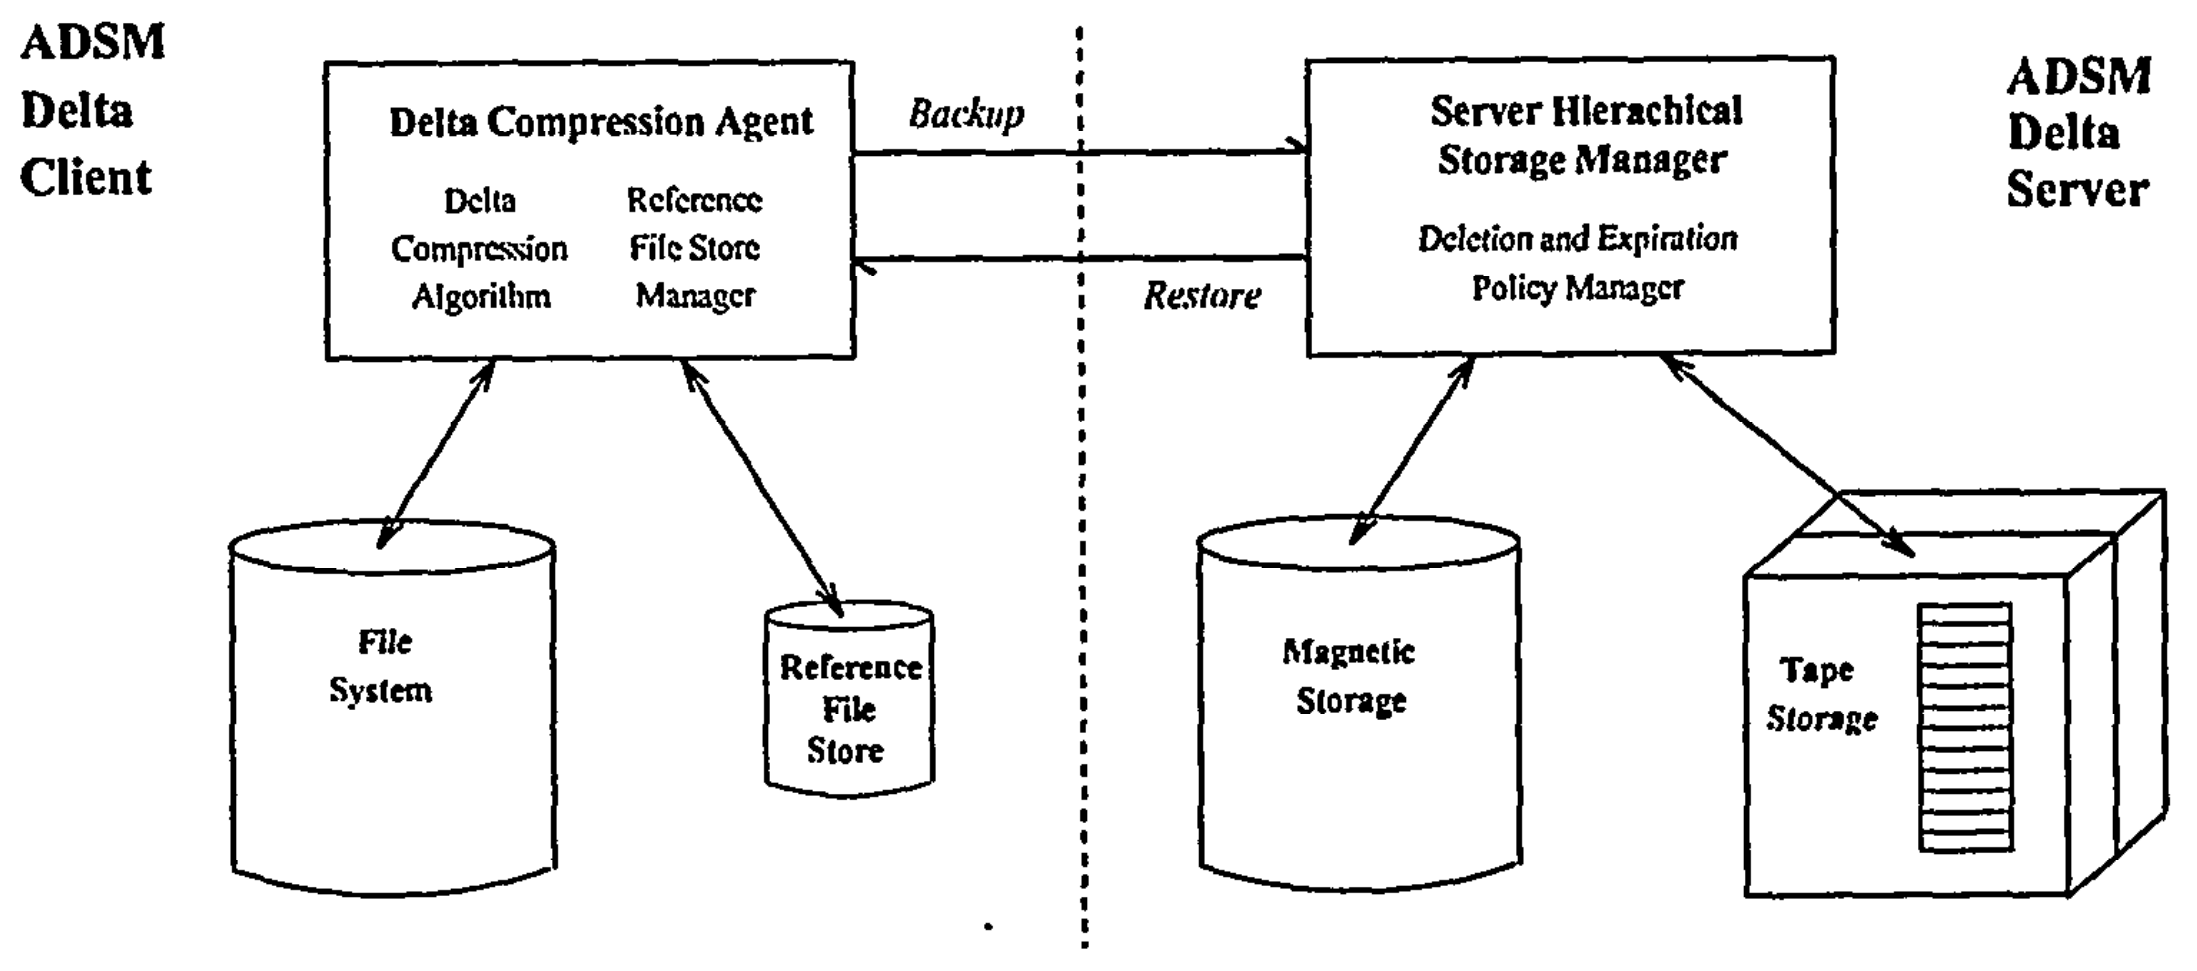 ADSM
Delta
Client
Delta Compression Agent
Delta
Compression
Algorithm
Reference
File Store
Manager
Backup
Restore
Server Hierachical
Storage Manager
Deletion and Expiration
Policy Manager
ADSM
Delta
Server
File
System
Reference
File
Store
Magnetic
Storage
Tape
Storage